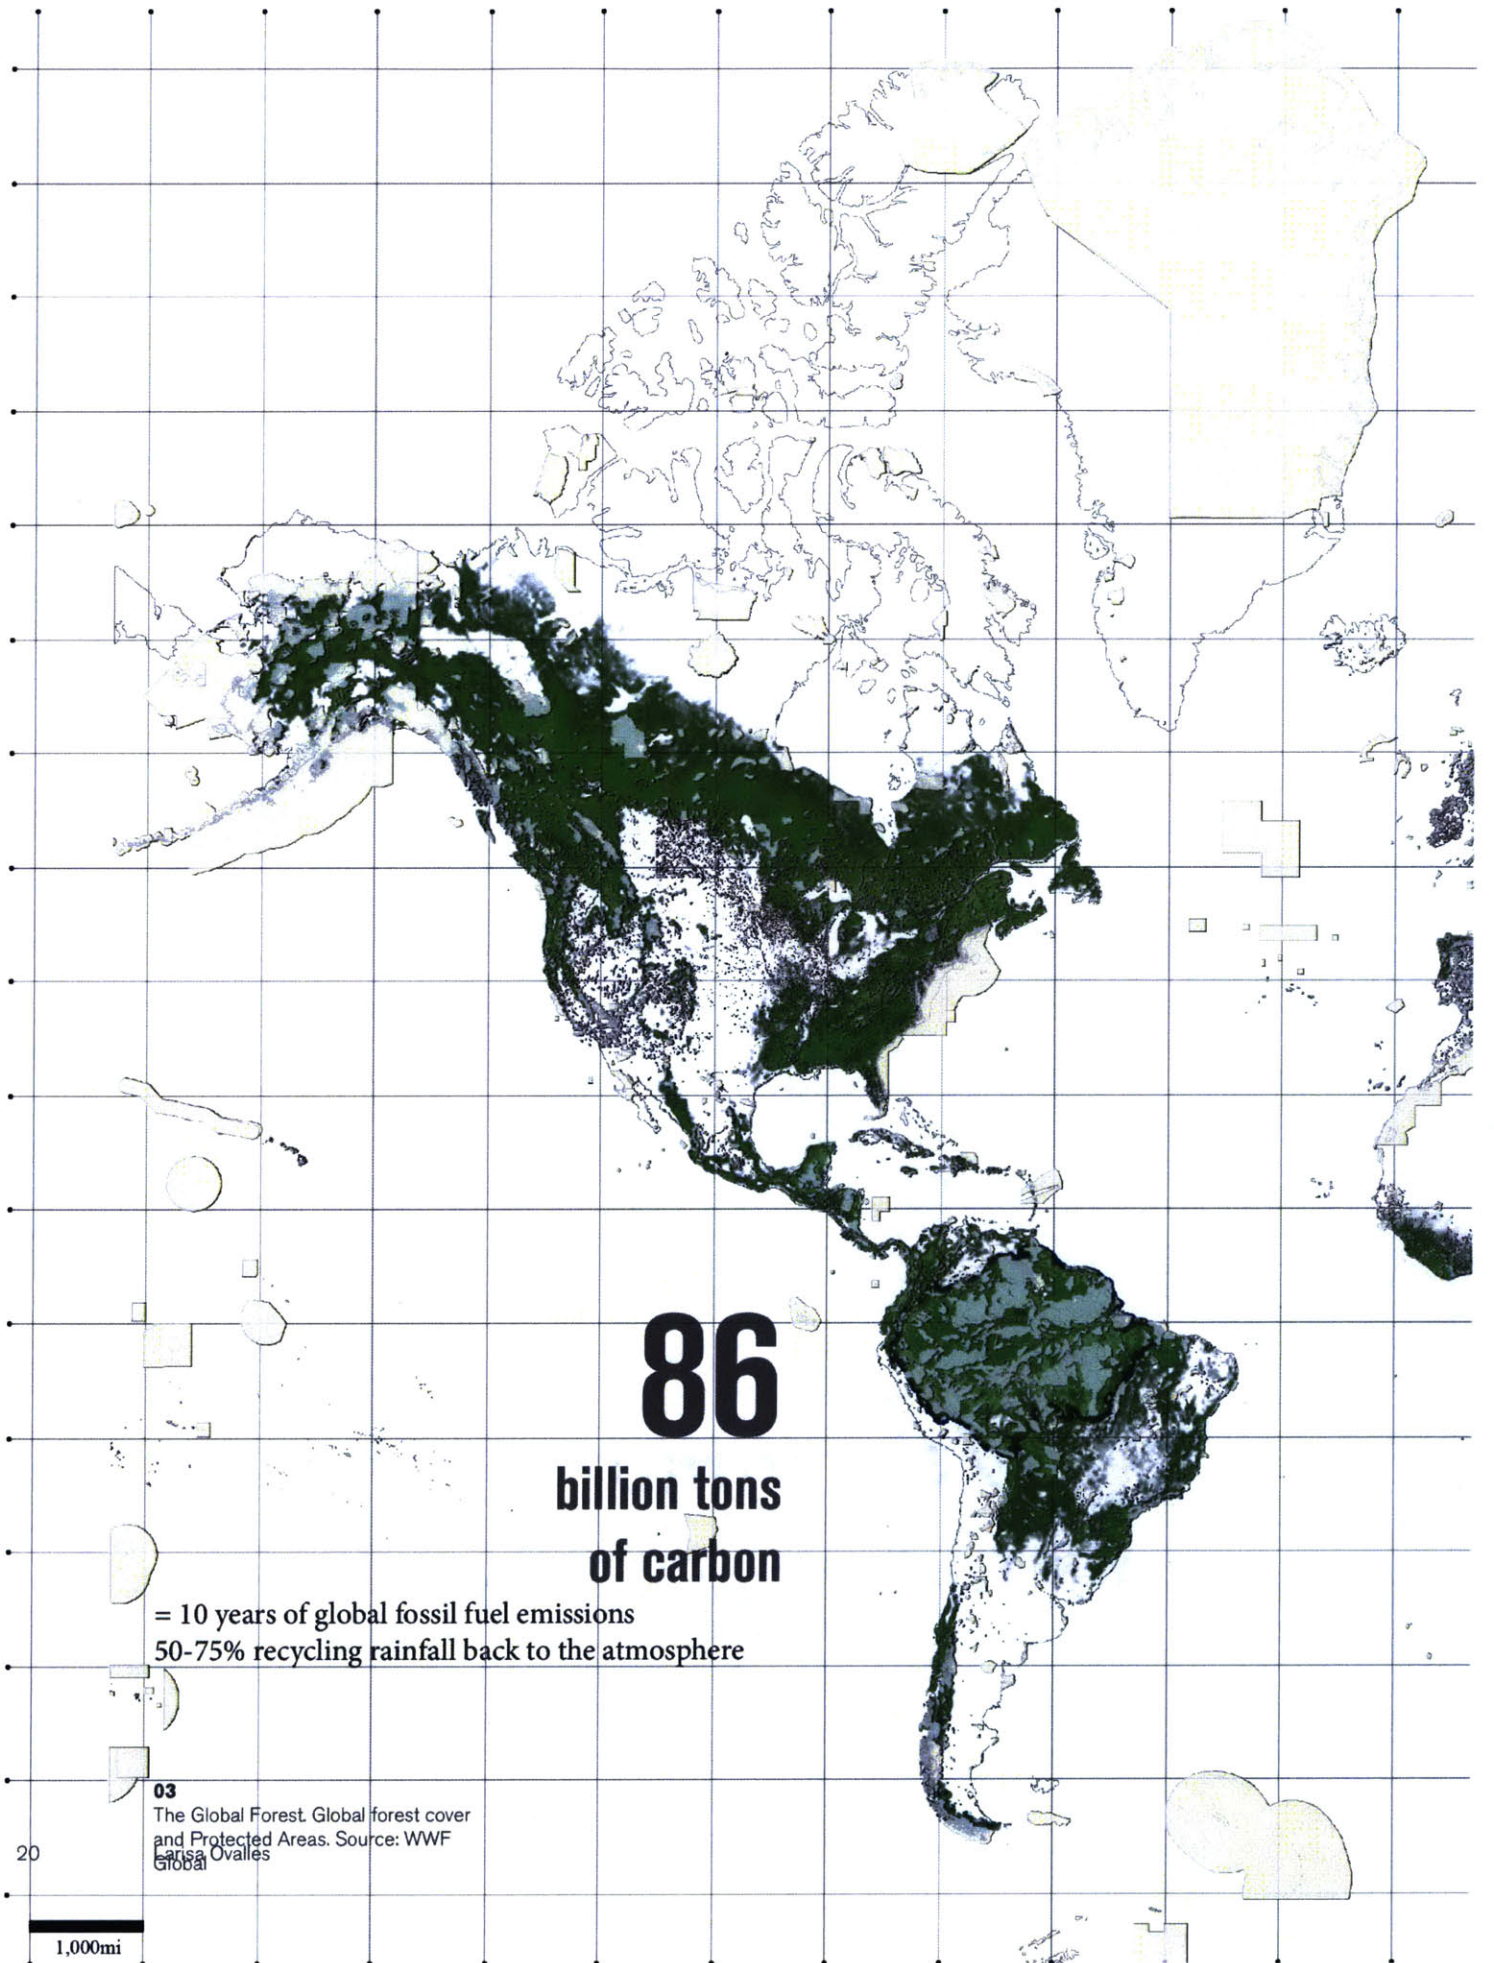 86
billion tons
of carbon
= 10 years of global fossil fuel emissions
50-75% recycling rainfall back to the atmosphere
03
The Global Forest. Global forest cover
and Protected Areas. Source: WWF
Global
Larisa Ovalles
20
1,000mi